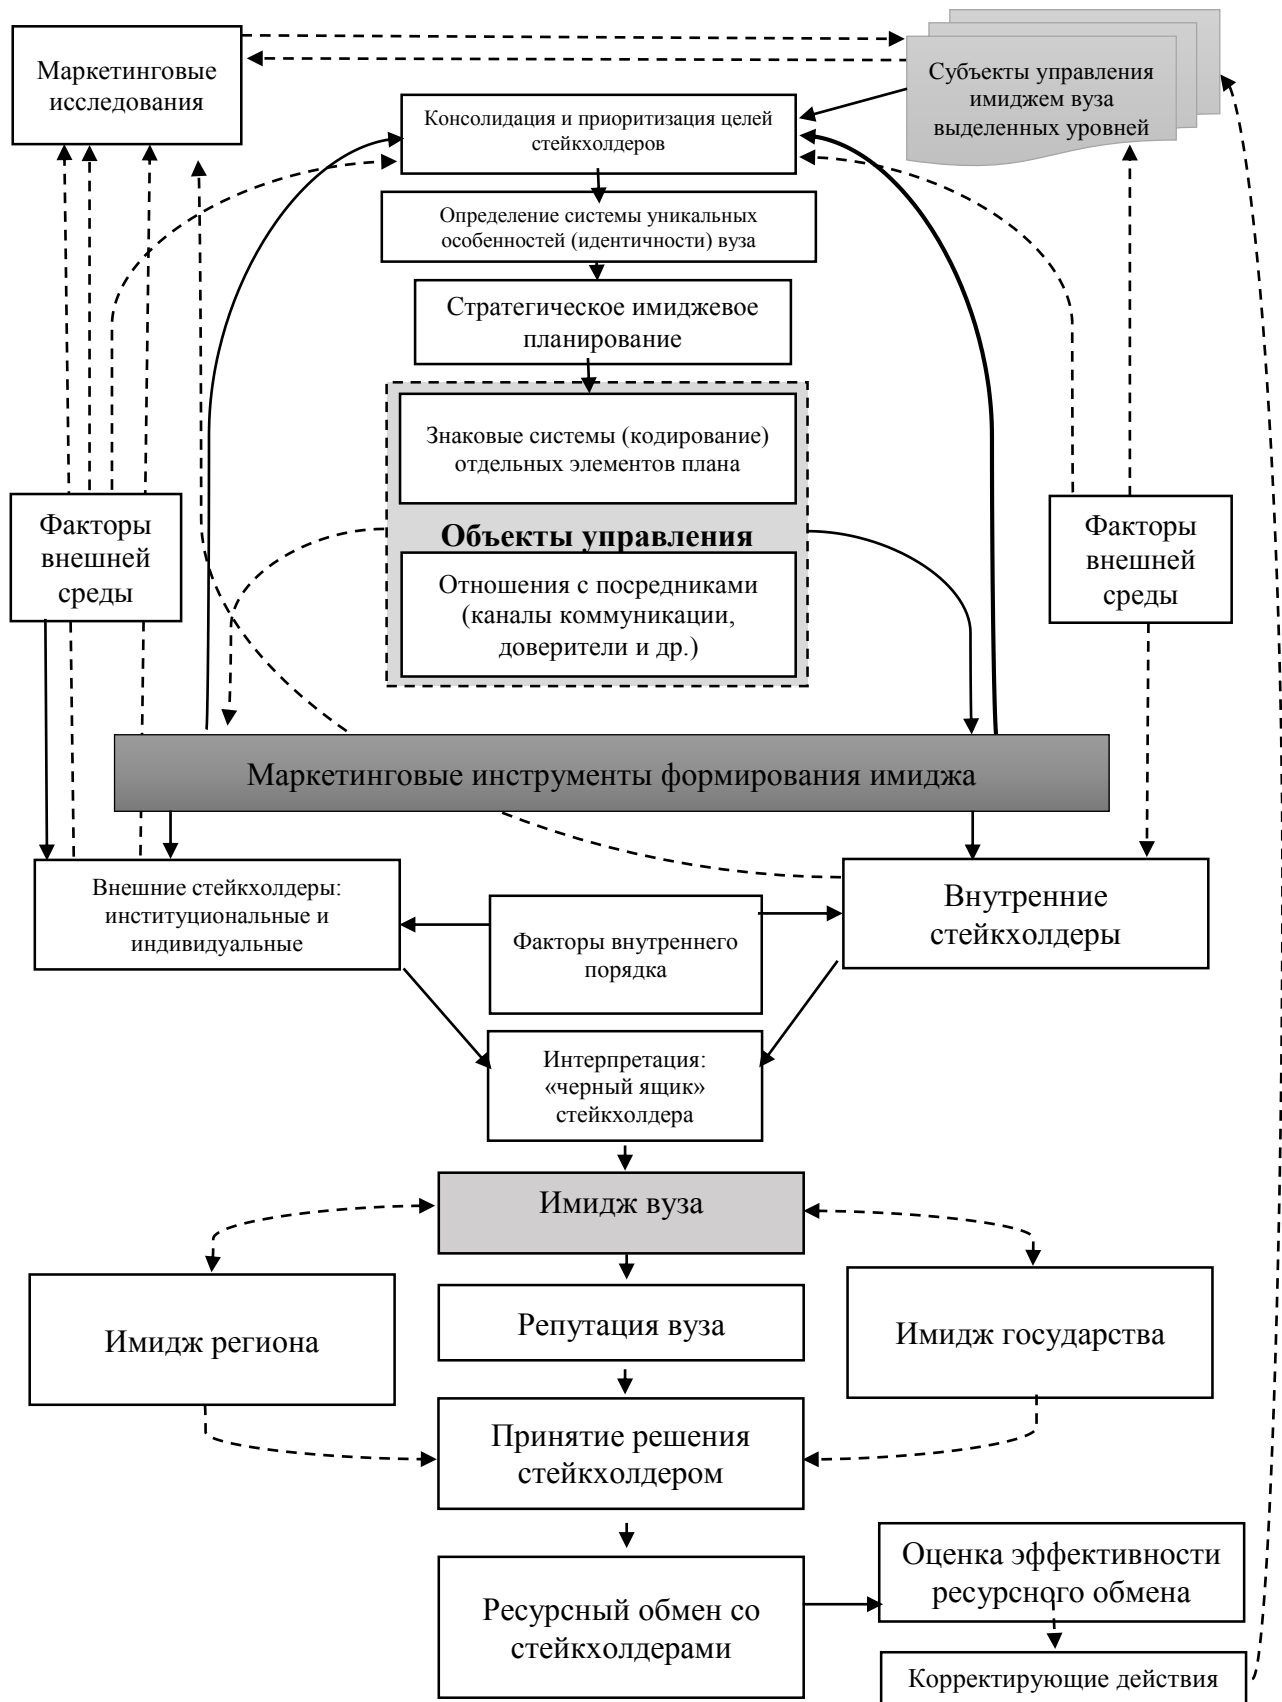 Маркетинговые
исследования
Субъекты управления
имиджем вуза
выделенных уровней
Консолидация и приоритизация целей
стейкхолдеров
Определение системы уникальных
особенностей (идентичности) вуза
Стратегическое имиджевое
планирование
Знаковые системы (кодирование)
отдельных элементов плана
Объекты управления
Отношения с посредниками
(каналы коммуникации,
доверители и др.)
Факторы
внешней
среды
Факторы
внешней
среды
Маркетинговые инструменты формирования имиджа
Внешние стейкхолдеры:
институциональные и
индивидуальные
Факторы внутреннего
порядка
Внутренние
стейкхолдеры
Интерпретация:
«черный ящик»
стейкхолдера
Имидж вуза
Имидж региона
Репутация вуза
Имидж государства
Принятие решения
стейкхолдером
Ресурсный обмен со
стейкхолдерами
Оценка эффективности
ресурсного обмена
Корректирующие действия